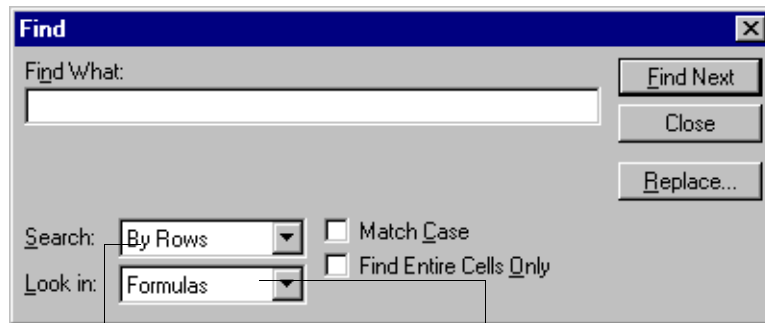 Find
Find What:
Find Next
Close
Replace...
Search: By Rows
Match Case
Look in: Formulas
Find Entire Cells Only